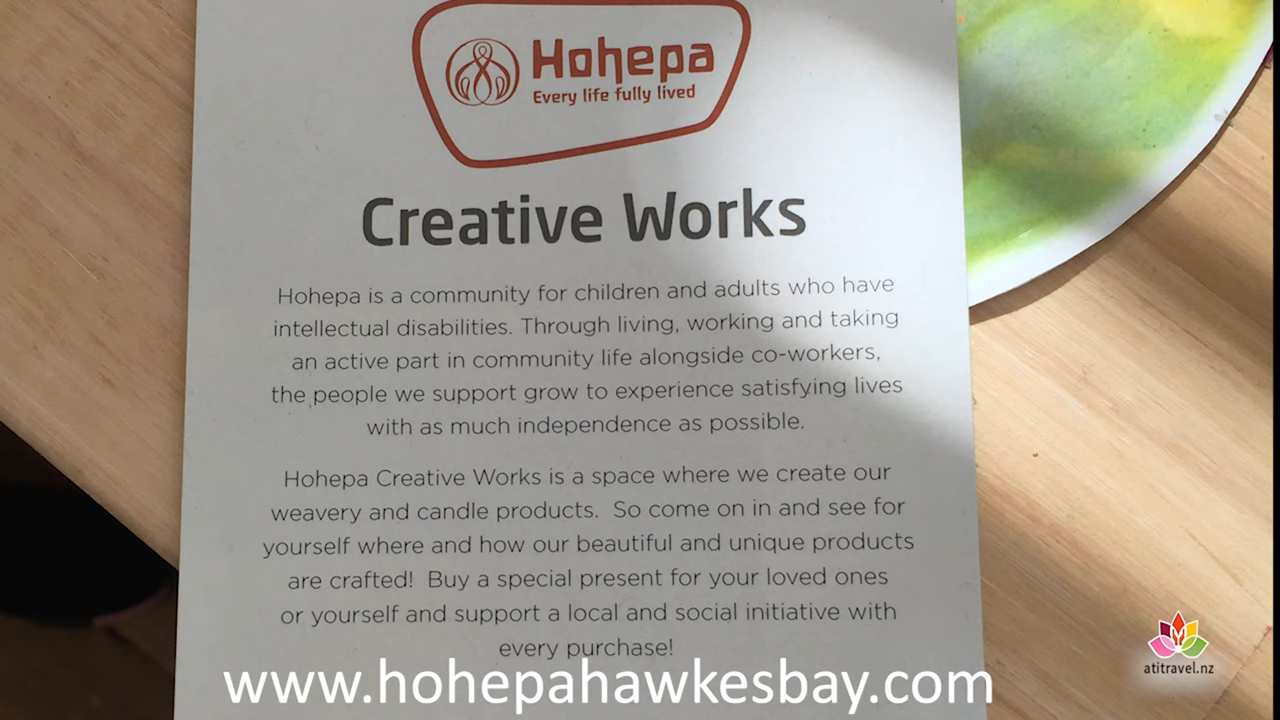 Hohepa
Every life fully lived
Creative Works
Hohepa is a community for children and adults who have
intellectual disabilities. Through living, working and taking
an active part in community life alongside co-workers,
the people we support grow to experience satisfying lives
with as much independence as possible.
Hohepa Creative Works is a space where we create our
weavery and candle products. So come on in and see for
yourself where and how our beautiful and unique products
are crafted! Buy a special present for your loved ones
or yourself and support a local and social initiative with
every purchase!
www.hohepahawkesbay.com
atitravel.nz